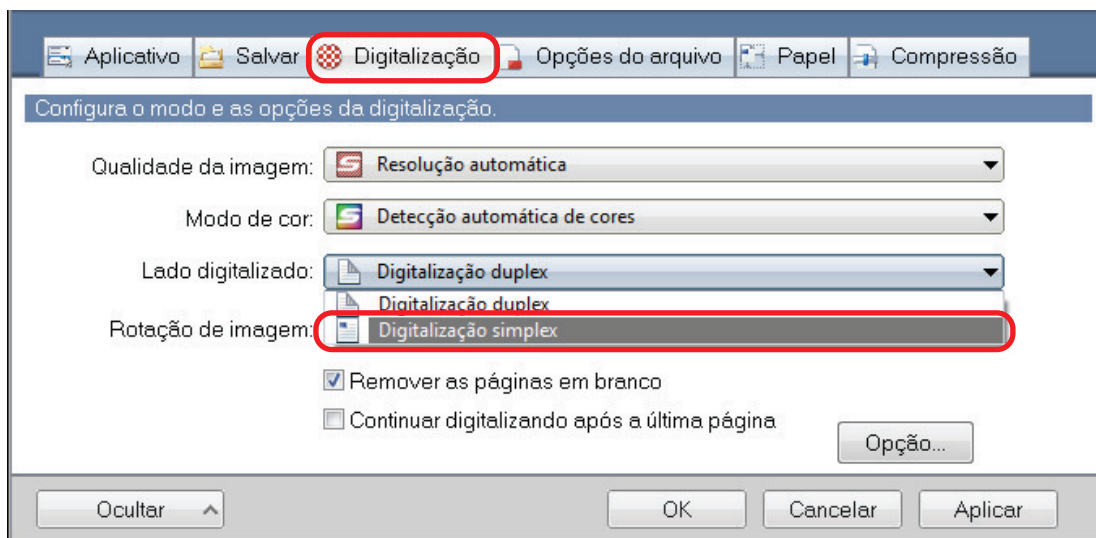 Aplicativo Salvar Digitalização Opções do arquivo Papel Compressão
Configura o modo e as opções da digitalização.
Qualidade da imagem: Resolução automática
Modo de cor: Detecção automática de cores
Lado digitalizado: Digitalização duplex
Digitalização duplex
Rotação de imagem: Digitalização simplex
Remover as páginas em branco
Continuar digitalizando após a última página
Opção...
Ocultar OK Cancelar Aplicar